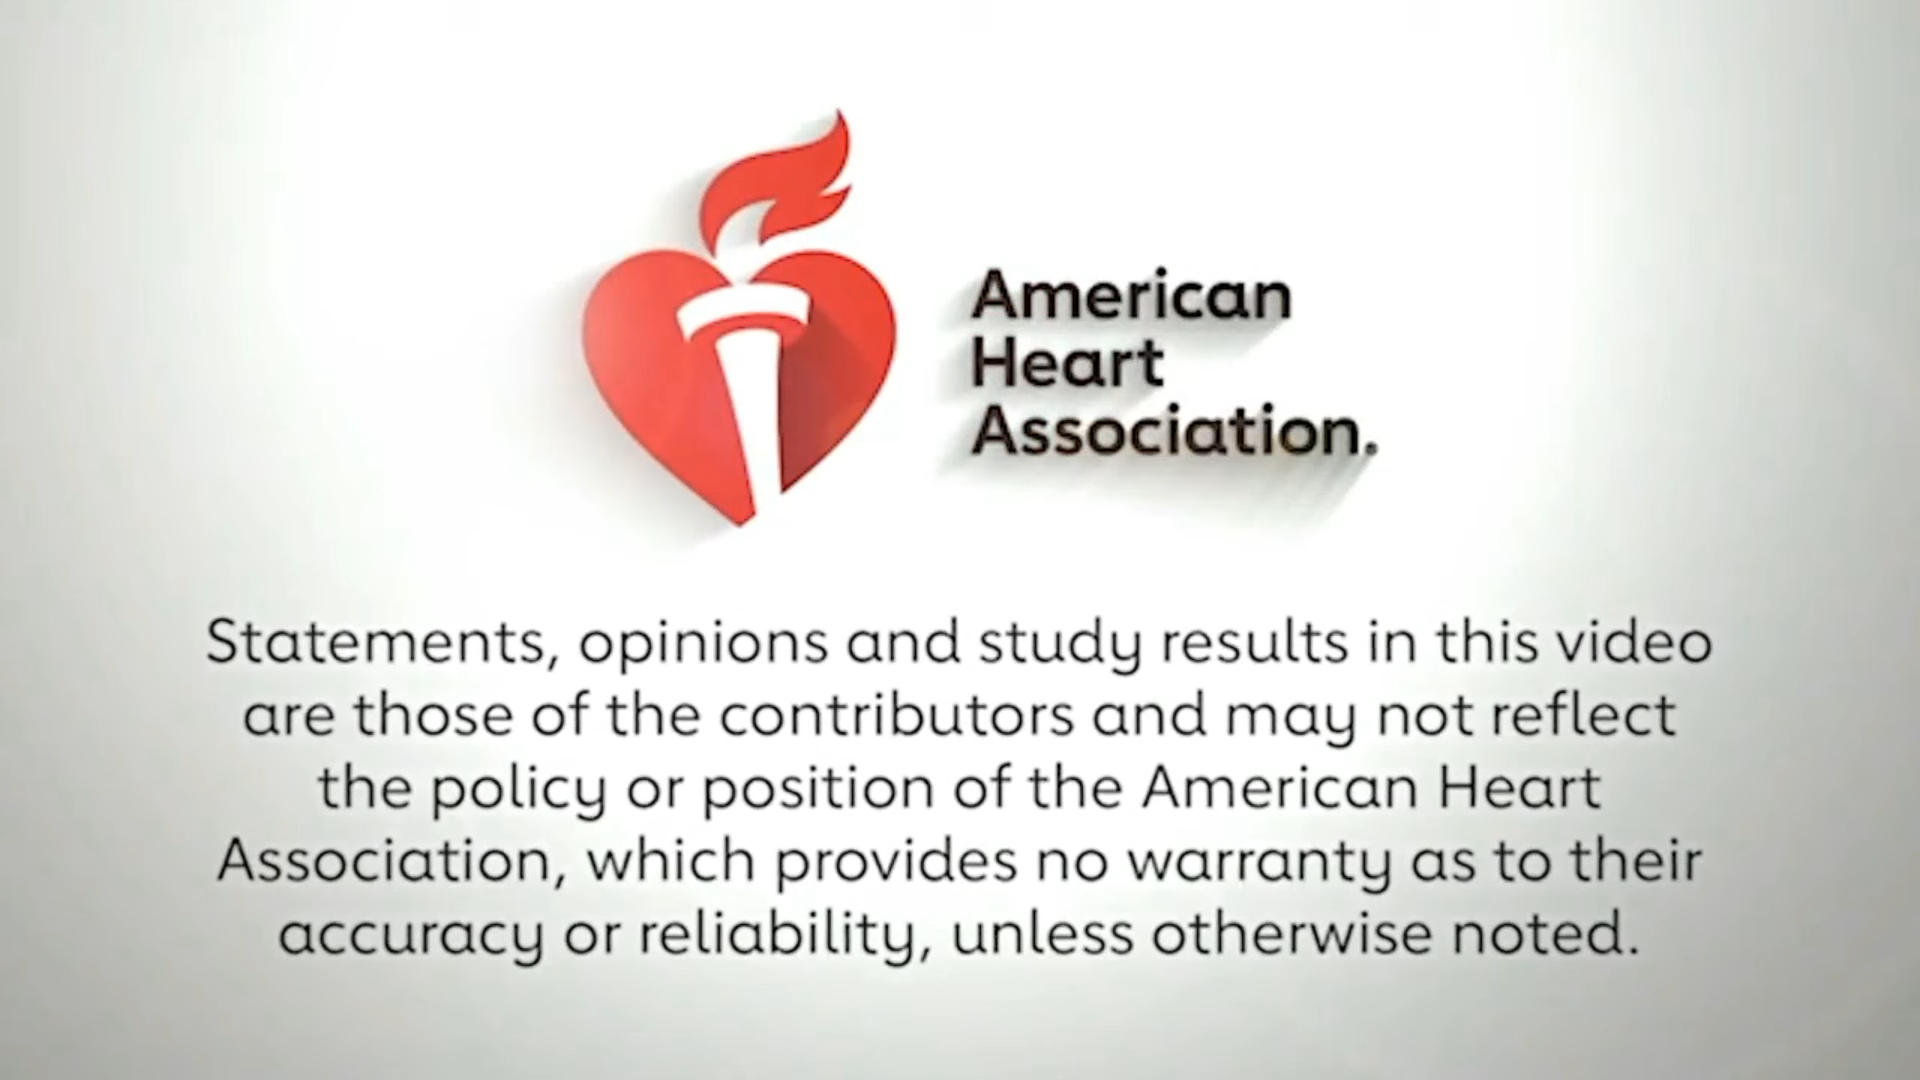 American
Heart
Association.
Statements, opinions and study results in this video
are those of the contributors and may not reflect
the policy or position of the American Heart
Association, which provides no warranty as to their
accuracy or reliability, unless otherwise noted.